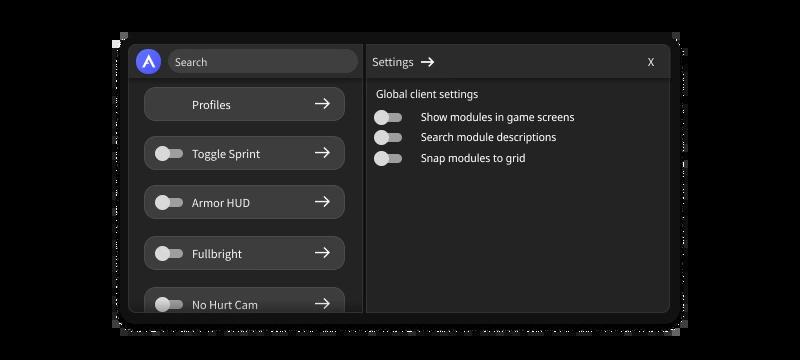 Search
Profiles
Toggle Sprint
Armor HUD
Fullbright
No Hurt Cam
Settings
X
Global client settings
Show modules in game screens
Search module descriptions
Snap modules to grid